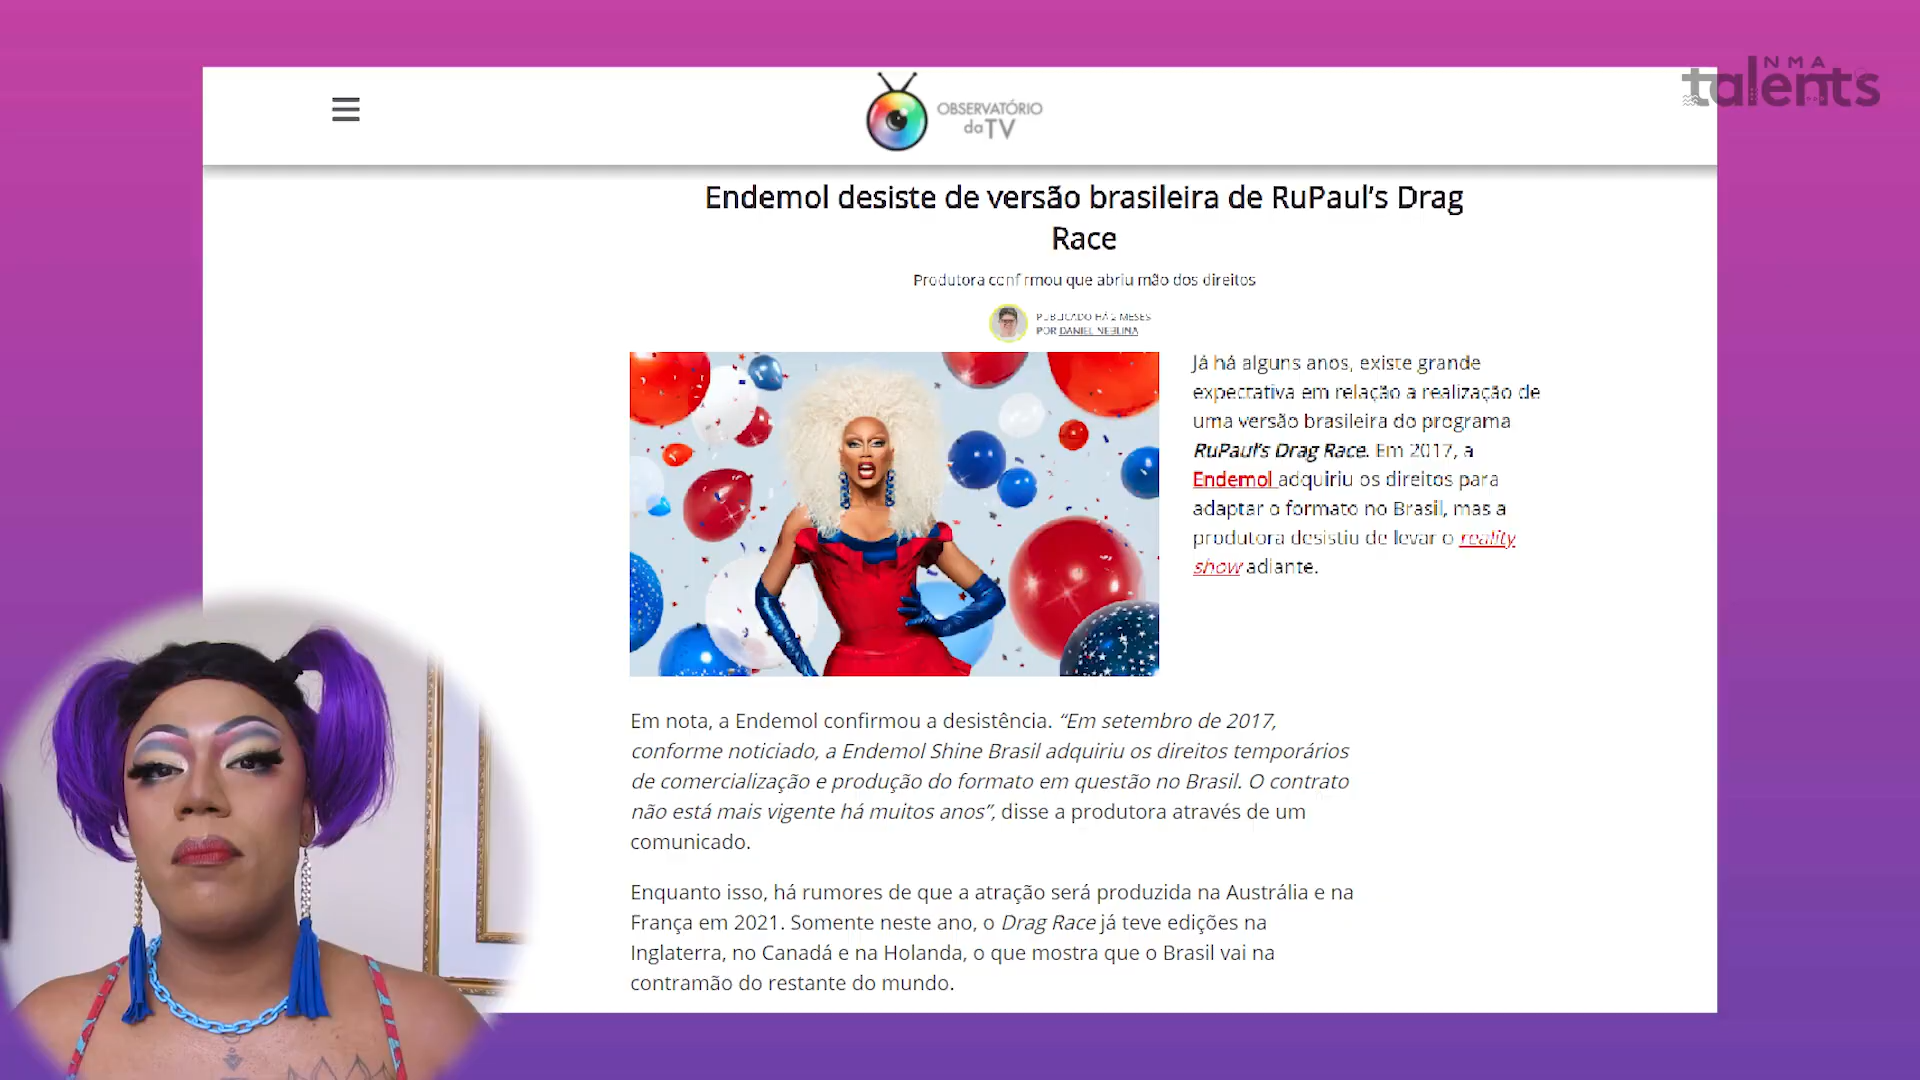 NMA
talents
OBSERVATÓRIO
da TV
Endemol desiste de versão brasileira de RuPaul's Drag
Race
Produtora confirmou que abriu mão dos direitos
PUBLICADO HÁ 2 MESES
POR DANIEL NEBLINA
Já há alguns anos, existe grande
expectativa em relação a realização de
uma versão brasileira do programa
RuPaul's Drag Race. Em 2017, a
Endemol adquiriu os direitos para
adaptar o formato no Brasil, mas a
produtora desistiu de levar o reality
show adiante.
Em nota, a Endemol confirmou a desistência. “Em setembro de 2017,
conforme noticiado, a Endemol Shine Brasil adquiriu os direitos temporários
de comercialização e produção do formato em questão no Brasil. O contrato
não está mais vigente há muitos anos”, disse a produtora através de um
comunicado.
Enquanto isso, há rumores de que a atração será produzida na Austrália e na
França em 2021. Somente neste ano, o Drag Race já teve edições na
Inglaterra, no Canadá e na Holanda, o que mostra que o Brasil vai na
contramão do restante do mundo.